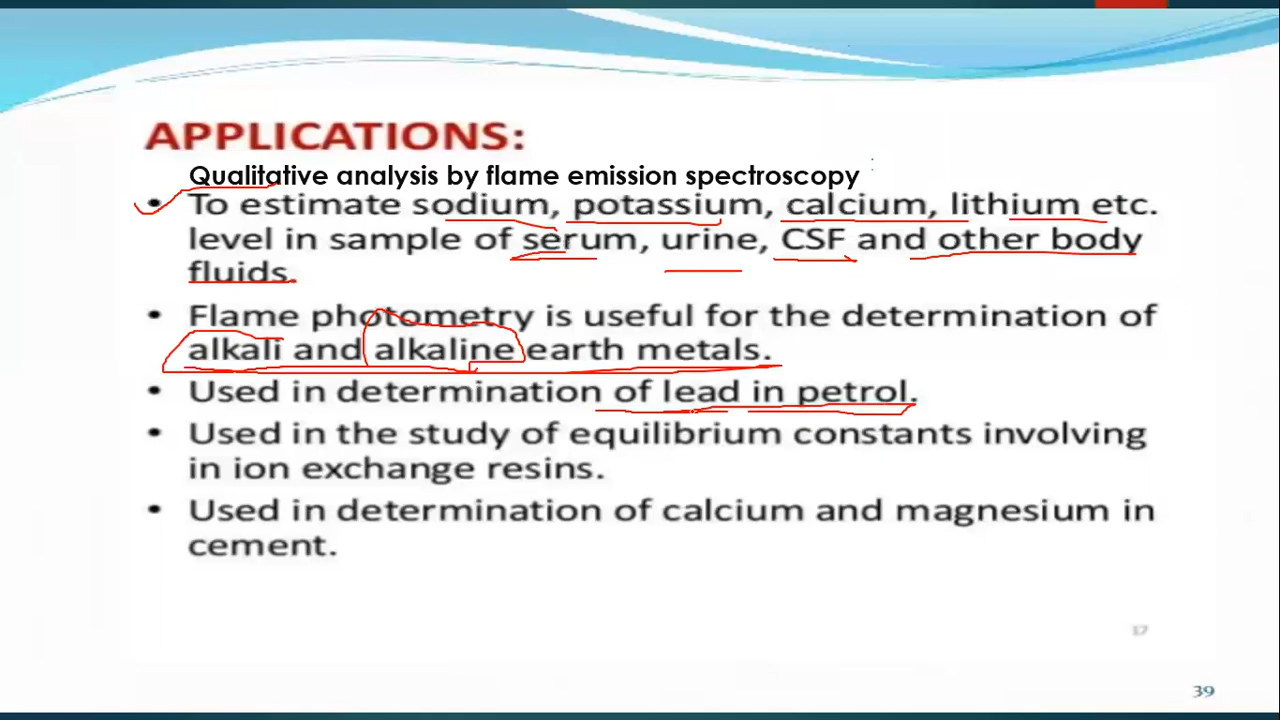 APPLICATIONS:
Qualitative analysis by flame emission spectroscopy
• To estimate sodium, potassium, calcium, lithium etc.
level in sample of serum, urine, CSF and other body
fluids.
• Flame photometry is useful for the determination of
alkali and alkaline earth metals.
• Used in determination of lead in petrol.
• Used in the study of equilibrium constants involving
in ion exchange resins.
• Used in determination of calcium and magnesium in
cement.
17
39